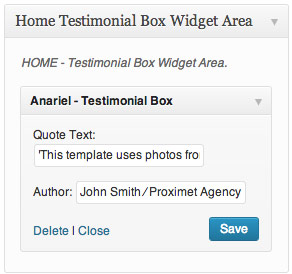 Home Testimonial Box Widget Area
HOME - Testimonial Box Widget Area.
Anariel - Testimonial Box
Quote Text:
'This template uses photos fro
Author: John Smith/Proximet Agency
Delete | Close
Save